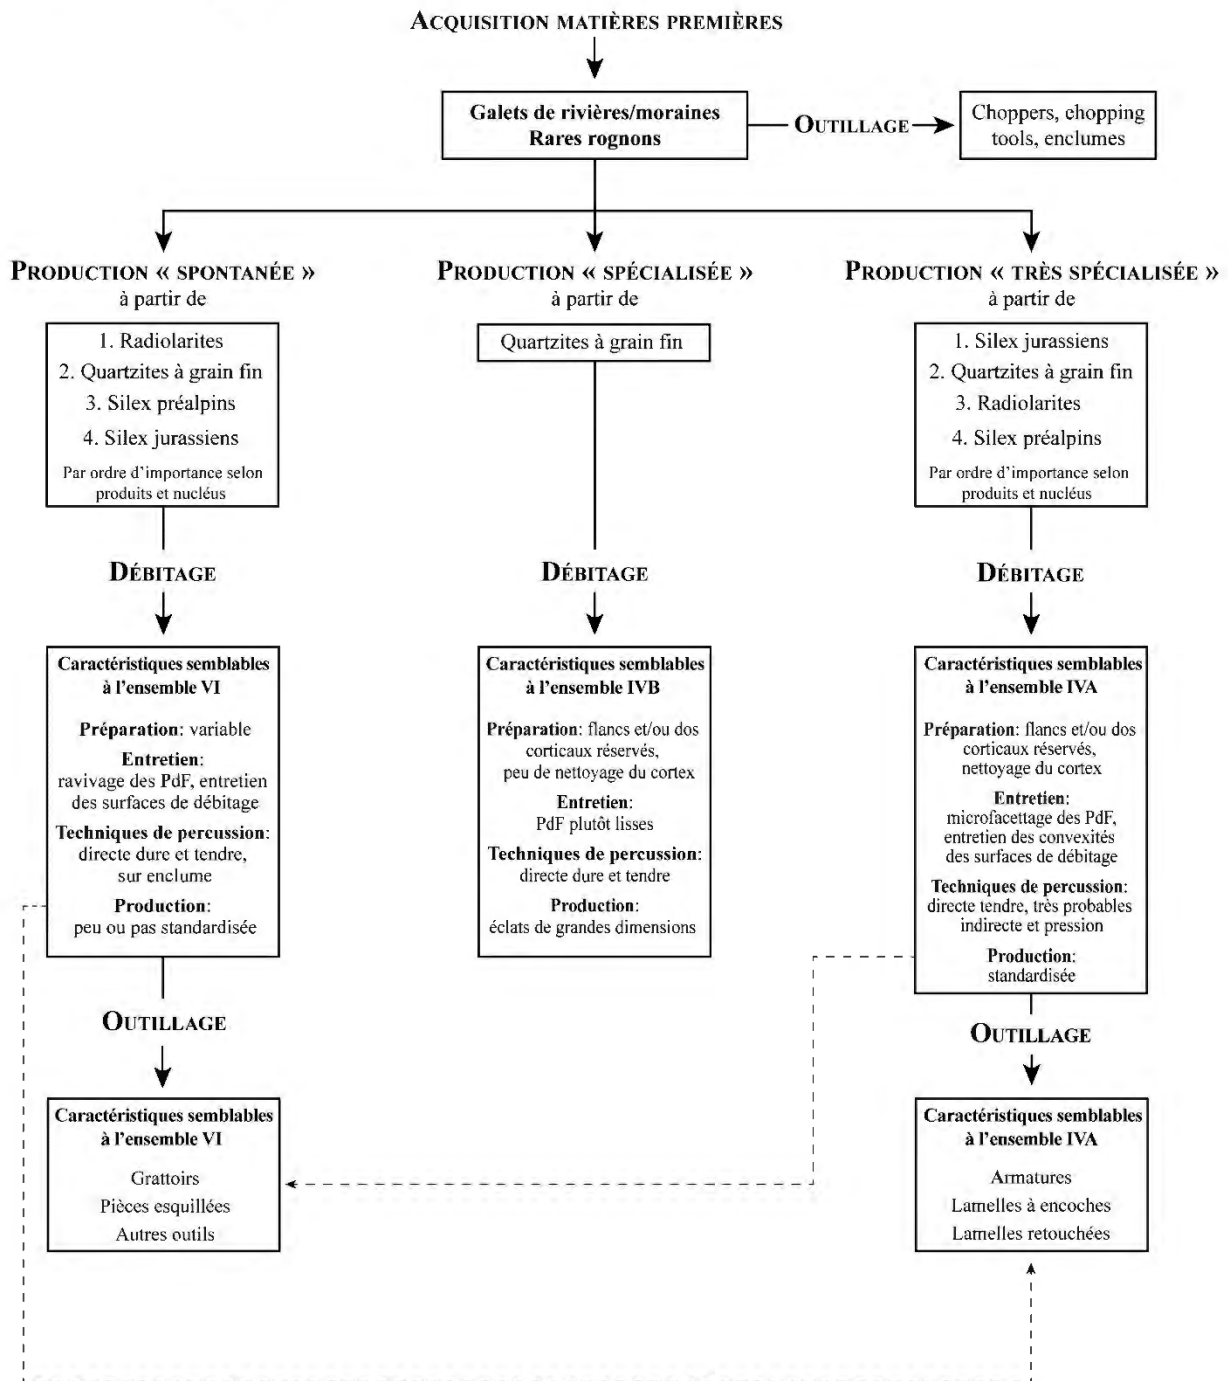 ACQUISITION MATIÈRES PREMIÈRES
Galets de rivières/moraines
Rares rognons
OUTILLAGE
Choppers, chopping
tools, enclumes
PRODUCTION « SPONTANÉE »
à partir de
1. Radiolarites
2. Quartzites à grain fin
3. Silex préalpins
4. Silex jurassiens
Par ordre d'importance selon
produits et nucléus
DÉBITAGE
Caractéristiques semblables
à l'ensemble VI
Préparation: variable
Entretien:
ravivage des PdF, entretien
des surfaces de débitage
Techniques de percussion:
directe dure et tendre,
sur enclume
Production:
peu ou pas standardisée
OUTILLAGE
Caractéristiques semblables
à l'ensemble VI
Grattoirs
Pièces esquillées
Autres outils
PRODUCTION « SPÉCIALISÉE »
à partir de
Quartzites à grain fin
DÉBITAGE
Caractéristiques semblables
à l'ensemble IVB
Préparation: flancs et/ou dos
corticaux réservés,
peu de nettoyage du cortex
Entretien:
PdF plutôt lisses
Techniques de percussion:
directe dure et tendre
Production:
éclats de grandes dimensions
PRODUCTION « TRÈS SPÉCIALISÉE »
à partir de
1. Silex jurassiens
2. Quartzites à grain fin
3. Radiolarites
4. Silex préalpins
Par ordre d'importance selon
produits et nucléus
DÉBITAGE
Caractéristiques semblables
à l'ensemble IVA
Préparation: flancs et/ou dos
corticaux réservés,
nettoyage du cortex
Entretien:
microfacettage des PdF,
entretien des convexités
des surfaces de débitage
Techniques de percussion:
directe tendre, très probables
indirecte et pression
Production:
standardisée
OUTILLAGE
Caractéristiques semblables
à l'ensemble IVA
Armatures
Lamelles à encoches
Lamelles retouchées